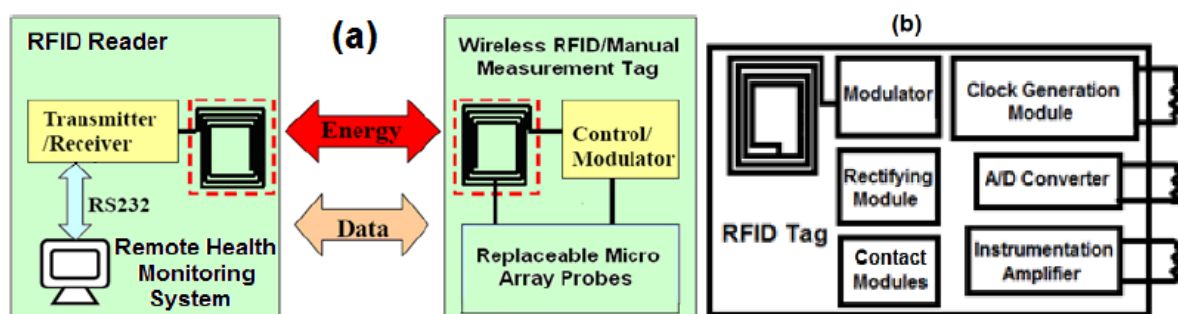 RFID Reader
Transmitter
/Receiver
RS232
Remote Health
Monitoring
System
(a)
Energy
Data
Wireless RFID/Manual
Measurement Tag
Control/
Modulator
Replaceable Micro
Array Probes
(b)
Modulator
Clock Generation
Module
Rectifying
Module
A/D Converter
RFID Tag
Contact
Modules
Instrumentation
Amplifier